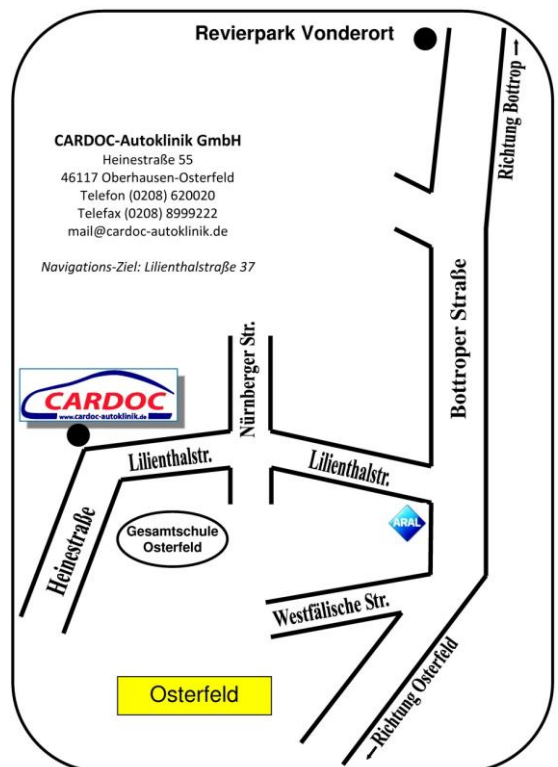 Revierpark Vonderort
Richtung Bottrop →
CARDOC-Autoklinik GmbH
Heinestraße 55
46117 Oberhausen-Osterfeld
Telefon (0208) 620020
Telefax (0208) 8999222
mail@cardoc-autoklinik.de
Navigations-Ziel: Lilienthalstraße 37
Bottroper Straße
Nürnberger Str.
CARDOC
www.cardoc-autoklinik.de
Lilienthalstr.
Lilienthalstr.
Heinestraße
Gesamtschule
Osterfeld
ARAL
Westfälische Str.
Osterfeld
←Richtung Osterfeld